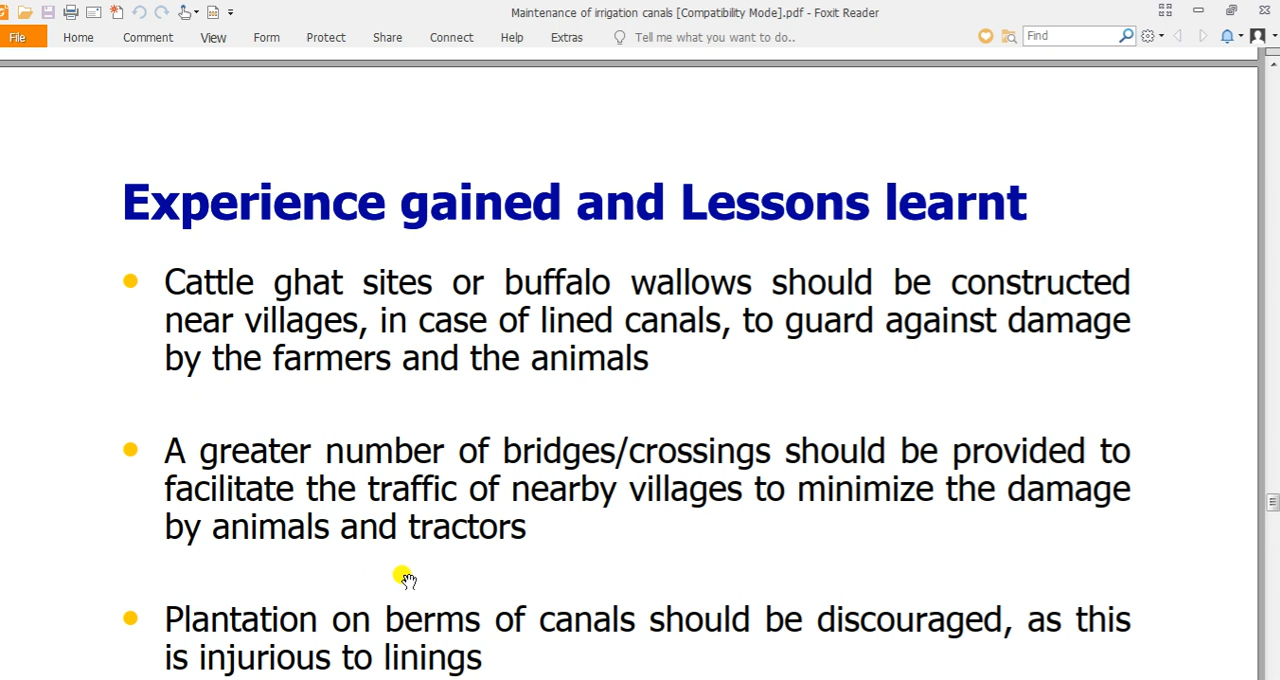 Maintenance of irrigation canals [Compatibility Mode].pdf - Foxit Reader
File Home Comment View Form Protect Share Connect Help Extras Tell me what you want to do.. Find
Experience gained and Lessons learnt
Cattle ghat sites or buffalo wallows should be constructed
near villages, in case of lined canals, to guard against damage
by the farmers and the animals
A greater number of bridges/crossings should be provided to
facilitate the traffic of nearby villages to minimize the damage
by animals and tractors
Plantation on berms of canals should be discouraged, as this
is injurious to linings